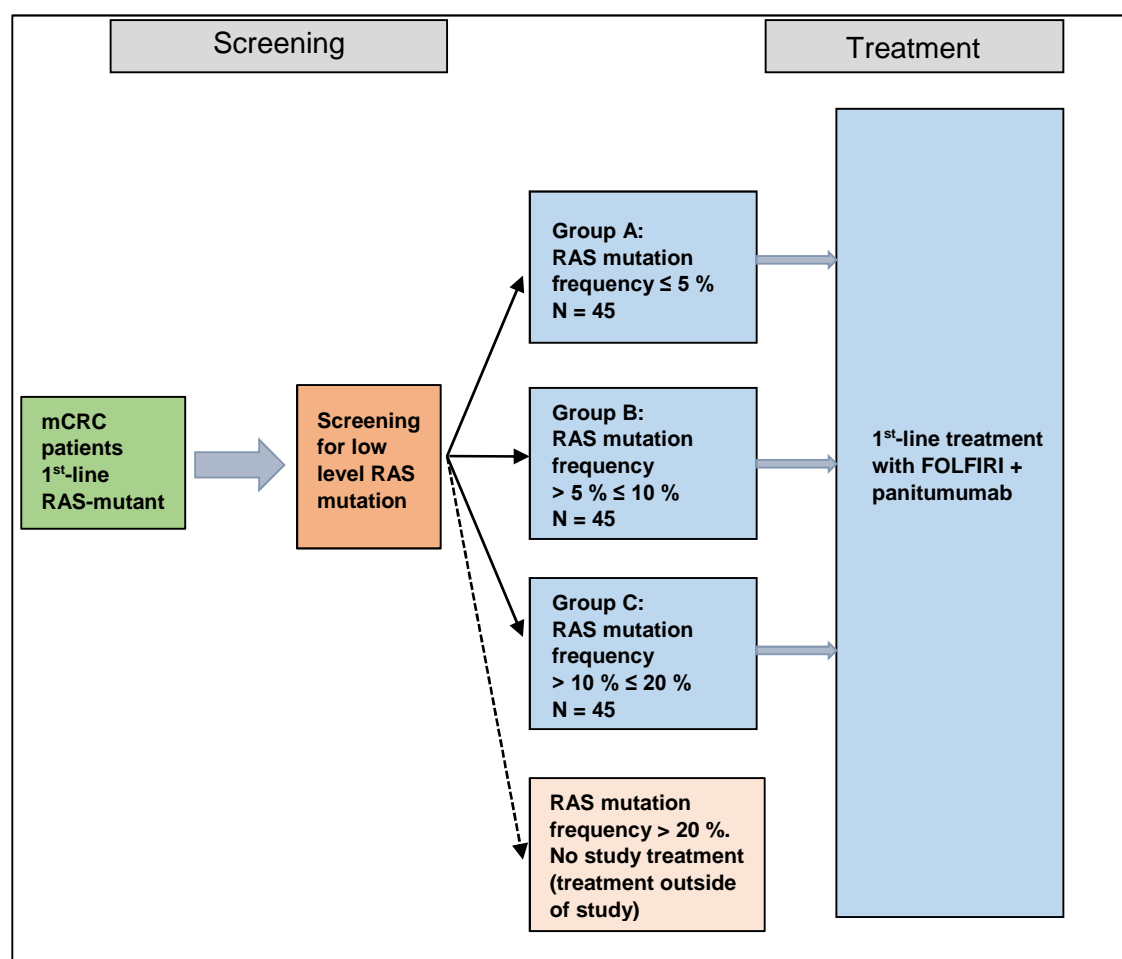 Screening
Treatment
Group A:
RAS mutation
frequency ≤ 5 %
N = 45
mCRC
patients
1st-line
RAS-mutant
Screening
for low
level RAS
mutation
Group B:
RAS mutation
frequency
> 5 % ≤ 10 %
N = 45
1st-line treatment
with FOLFIRI +
panitumumab
Group C:
RAS mutation
frequency
> 10 % ≤ 20 %
N = 45
RAS mutation
frequency > 20 %.
No study treatment
(treatment outside
of study)